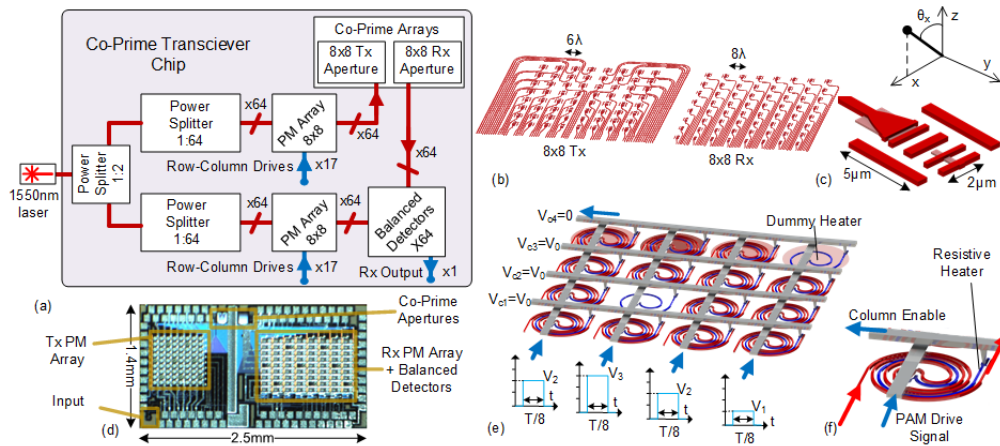 Co-Prime Transciever
Chip
Co-Prime Arrays
8x8 Tx
Aperture
8x8 Rx
Aperture
Power
Splitter
1:64
x64
PM Array
8x8
x64
x64
Row-Column Drives
x17
Power
Splitter
1:2
1550nm
laser
Power
Splitter
1:64
x64
PM Array
8x8
x64
Balanced
Detectors
X64
Row-Column Drives
x17
Rx Output
x1
(a)
6λ
8λ
8x8 Tx
8x8 Rx
(b)
θx
z
y
x
5µm
2µm
(c)
Co-Prime
Apertures
Tx PM
Array
Rx PM Array
+ Balanced
Detectors
Input
1.4mm
2.5mm
(d)
Vc4=0
Vc3=V0
Vc2=V0
Vc1=V0
Dummy Heater
V2
t
T/8
V3
t
T/8
V2
t
T/8
V1
t
T/8
(e)
Resistive
Heater
Column Enable
PAM Drive
Signal
(f)